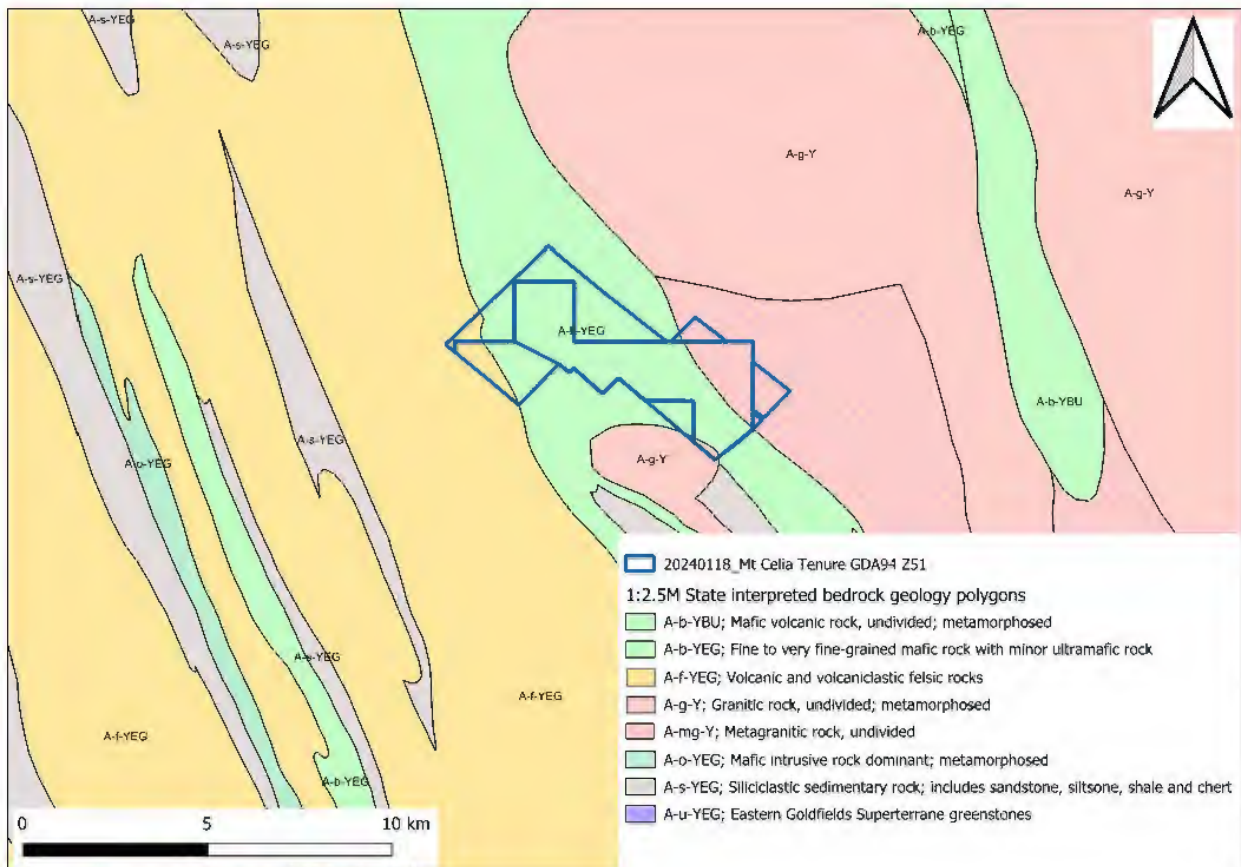 A-s-YEG
A-s-YEG
A-b-YEG
A-g-Y
A-g-Y
A-s-YEG
A-b-YEG
A-b-YBU
A-s-YEG
A-o-YEG
A-g-Y
A-s-YEG
A-f-YEG
A-f-YEG
A-b-YEG
20240118_Mt Celia Tenure GDA94 Z51
1:2.5M State interpreted bedrock geology polygons
A-b-YBU; Mafic volcanic rock, undivided; metamorphosed
A-b-YEG; Fine to very fine-grained mafic rock with minor ultramafic rock
A-f-YEG; Volcanic and volcaniclastic felsic rocks
A-g-Y; Granitic rock, undivided; metamorphosed
A-mg-Y; Metagranitic rock, undivided
A-o-YEG; Mafic intrusive rock dominant; metamorphosed
A-s-YEG; Siliciclastic sedimentary rock; includes sandstone, siltsone, shale and chert
A-u-YEG; Eastern Goldfields Superterrane greenstones
0 5 10 km